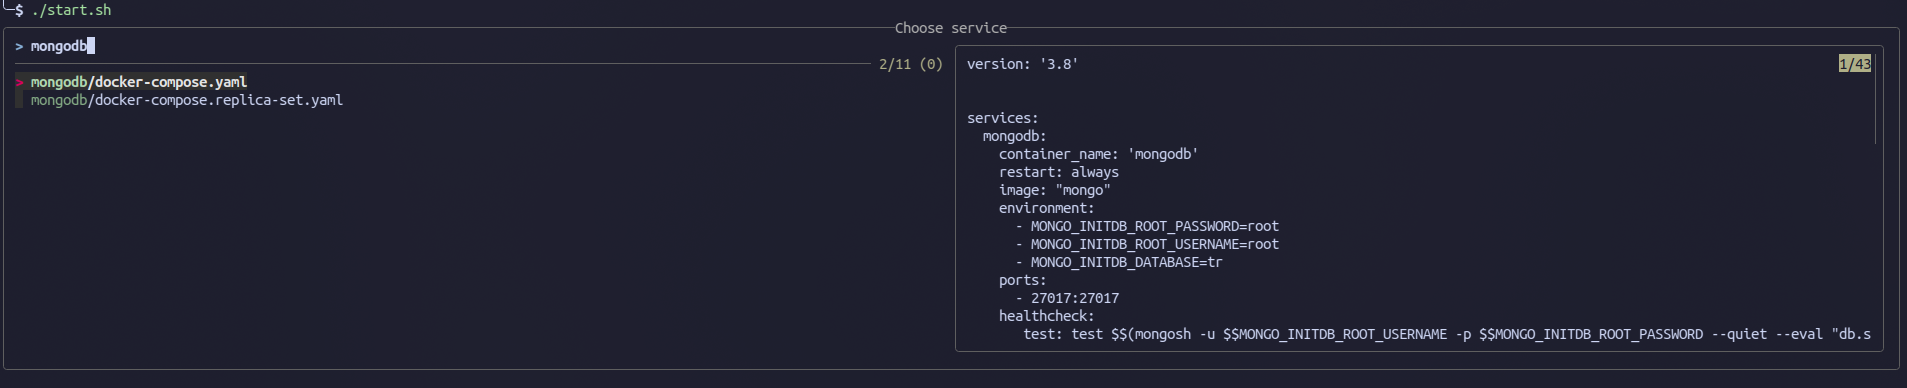 $ ./start.sh
Choose service
> mongodb
2/11 (0)
> mongodb/docker-compose.yaml
mongodb/docker-compose.replica-set.yaml
version: '3.8'
1/43
services:
  mongodb:
    container_name: 'mongodb'
    restart: always
    image: "mongo"
    environment:
      - MONGO_INITDB_ROOT_PASSWORD=root
      - MONGO_INITDB_ROOT_USERNAME=root
      - MONGO_INITDB_DATABASE=tr
    ports:
      - 27017:27017
    healthcheck:
       test: test $$(mongosh -u $$MONGO_INITDB_ROOT_USERNAME -p $$MONGO_INITDB_ROOT_PASSWORD --quiet --eval "db.s